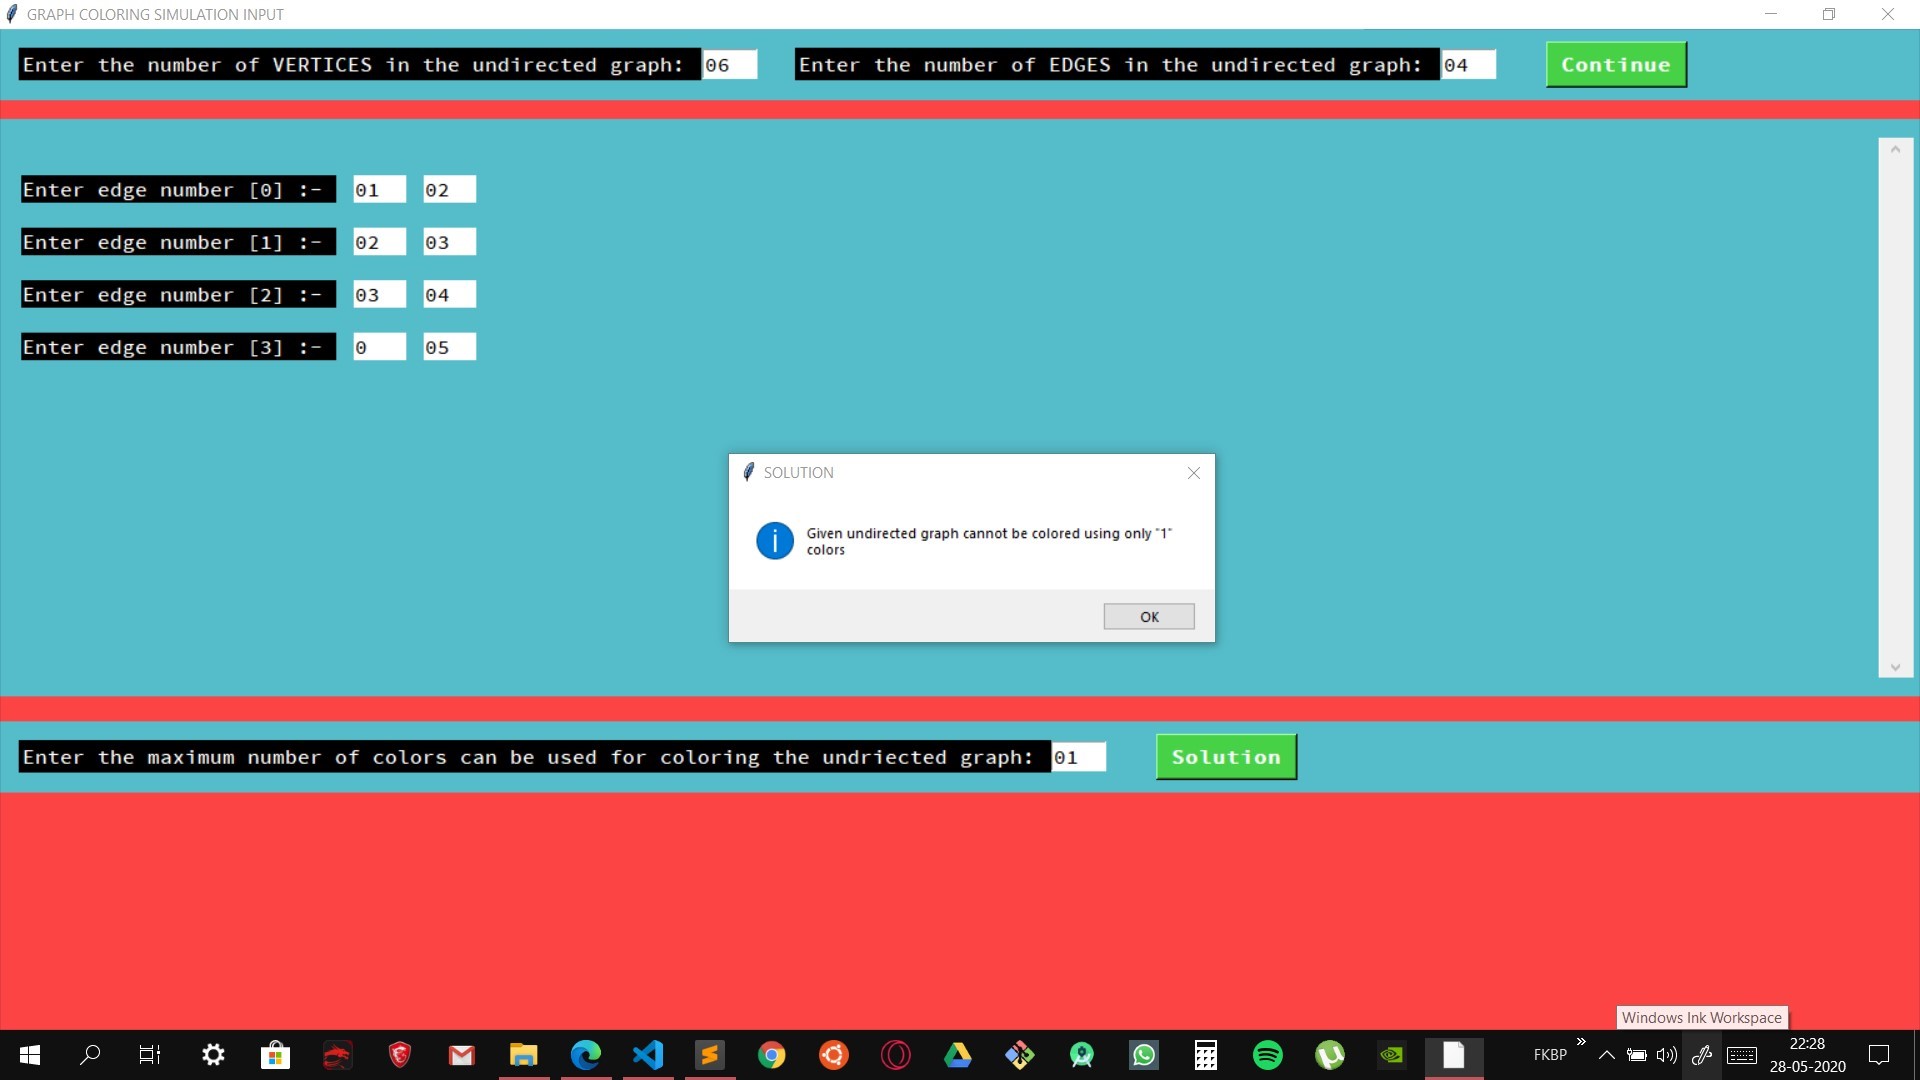 GRAPH COLORING SIMULATION INPUT
Enter the number of VERTICES in the undirected graph: 06 Enter the number of EDGES in the undirected graph: 04 Continue
Enter edge number [0] :- 01 02
Enter edge number [1] :- 02 03
Enter edge number [2] :- 03 04
Enter edge number [3] :- 0 05
SOLUTION
Given undirected graph cannot be colored using only "1"
colors
OK
Enter the maximum number of colors can be used for coloring the undriected graph: 01 Solution
Windows Ink Workspace
FKBP
22:28
28-05-2020